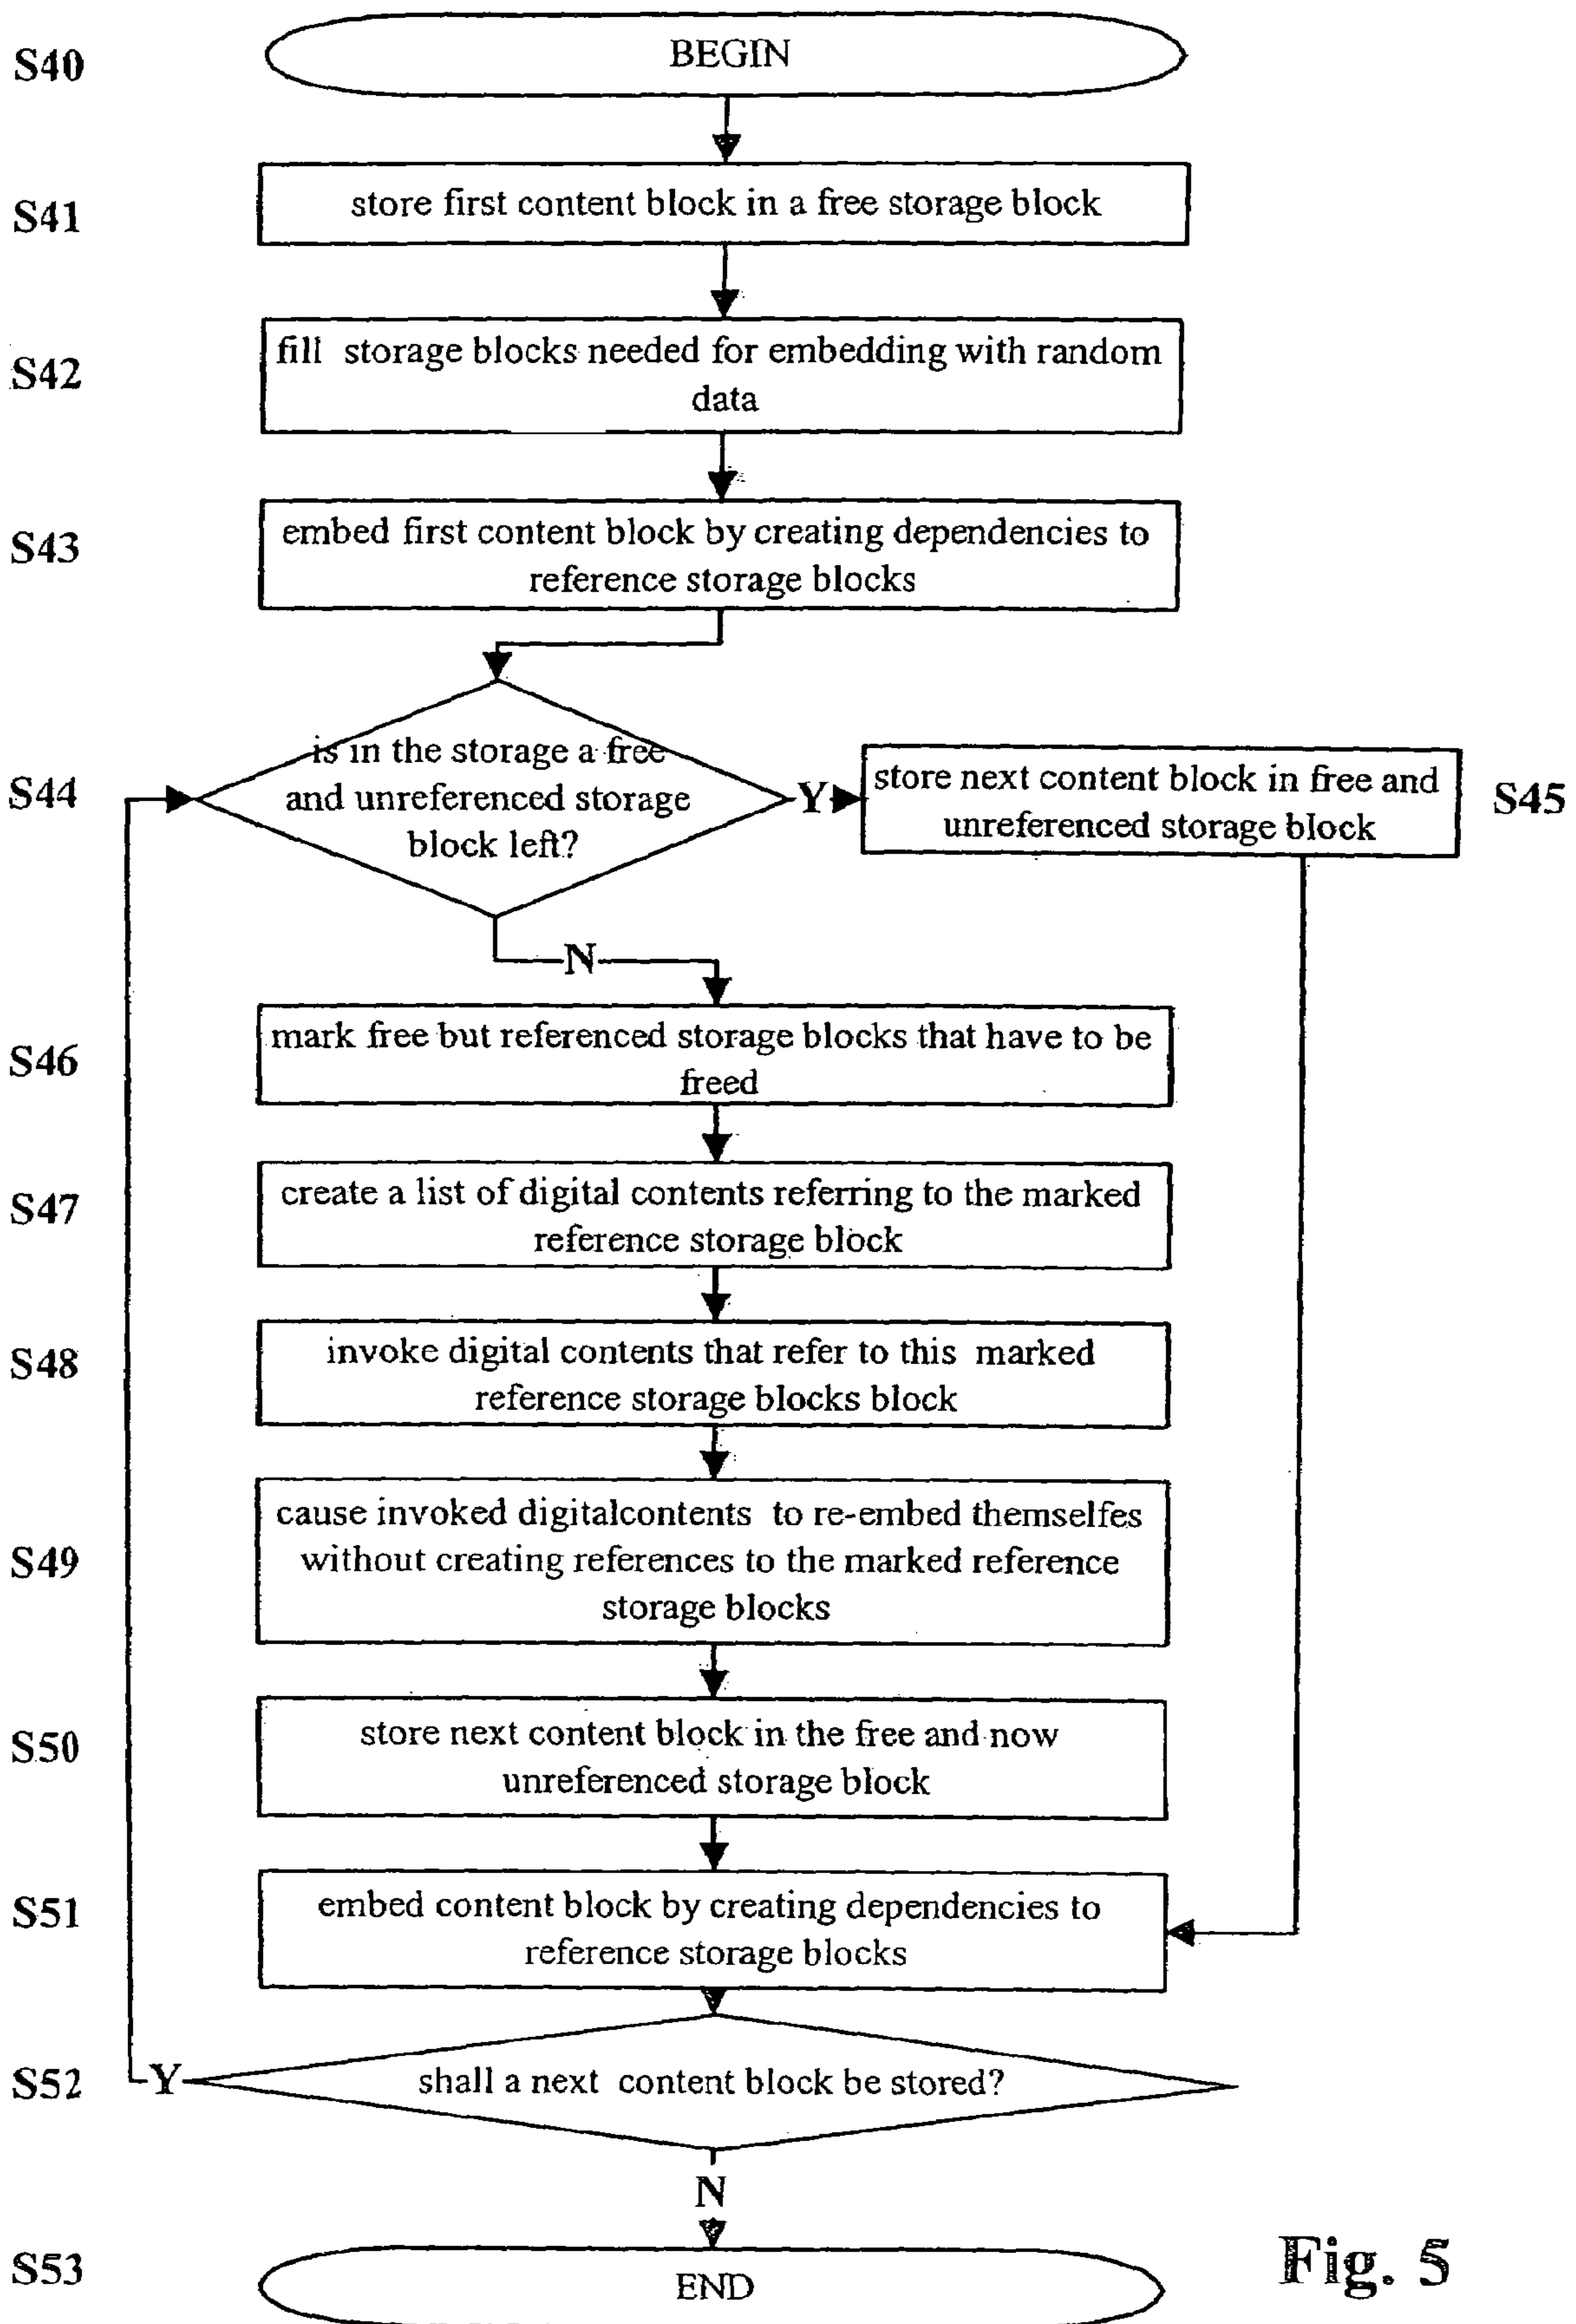 S40
BEGIN
S41
store first content block in a free storage block
S42
fill storage blocks needed for embedding with random
data
S43
embed first content block by creating dependencies to
reference storage blocks
S44
is in the storage a free
and unreferenced storage
block left?
Y
store next content block in free and
unreferenced storage block
S45
N
S46
mark free but referenced storage blocks that have to be
freed
S47
create a list of digital contents referring to the marked
reference storage block
S48
invoke digital contents that refer to this marked
reference storage blocks block
S49
cause invoked digitalcontents to re-embed themselfes
without creating references to the marked reference
storage blocks
S50
store next content block in the free and now
unreferenced storage block
S51
embed content block by creating dependencies to
reference storage blocks
S52
Y
shall a next content block be stored?
N
S53
END
Fig. 5